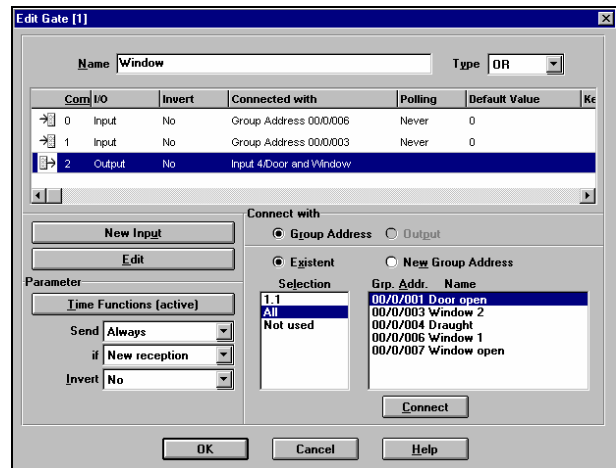 Edit Gate [1]
Name Window Type OR
Com I/O Invert Connected with Polling Default Value Ke
0 Input No Group Address 00/0/006 Never 0
1 Input No Group Address 00/0/003 Never 0
2 Output No Input 4/Door and Window
New Input
Edit
Parameter
Time Functions (active)
Send Always
if New reception
Invert No
Connect with
Group Address Output
Existent New Group Address
Selection
1.1
All
Not used
Grp. Addr. Name
00/0/001 Door open
00/0/003 Window 2
00/0/004 Draught
00/0/006 Window 1
00/0/007 Window open
Connect
OK Cancel Help